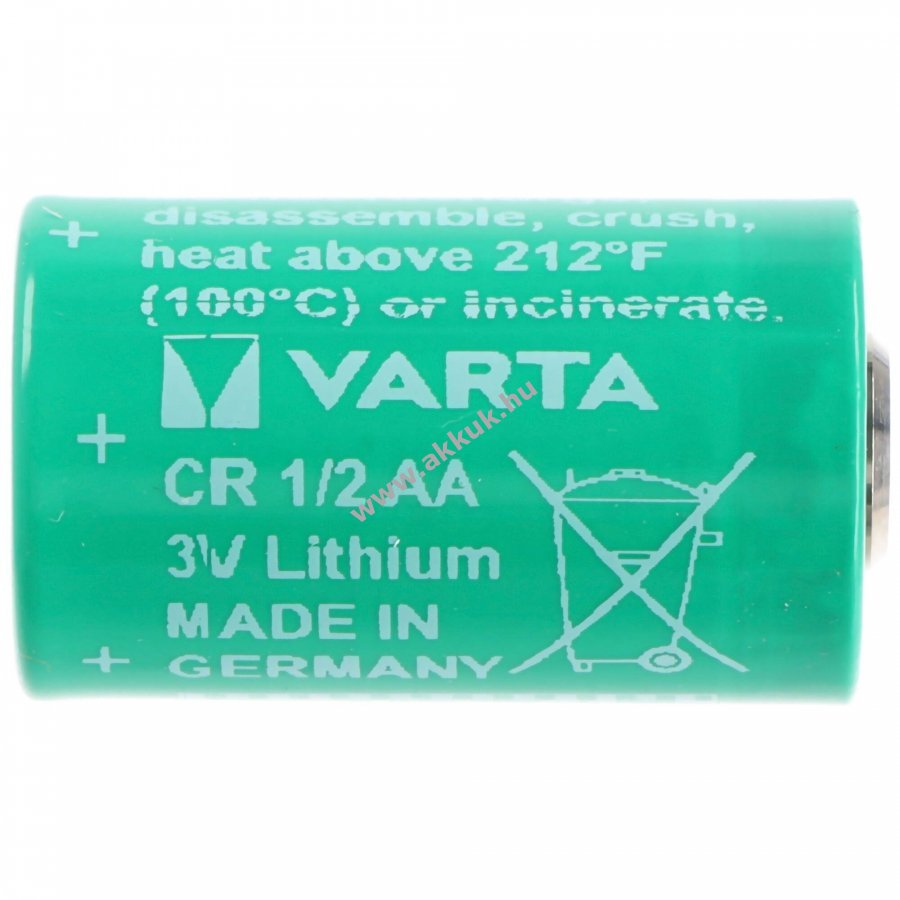 disassemble, crush,
heat above 212°F
(100°C) or incinerate.
VARTA
CR 1/2 AA
3V Lithium
MADE IN
GERMANY
+
+
+
www.akkuk.hu